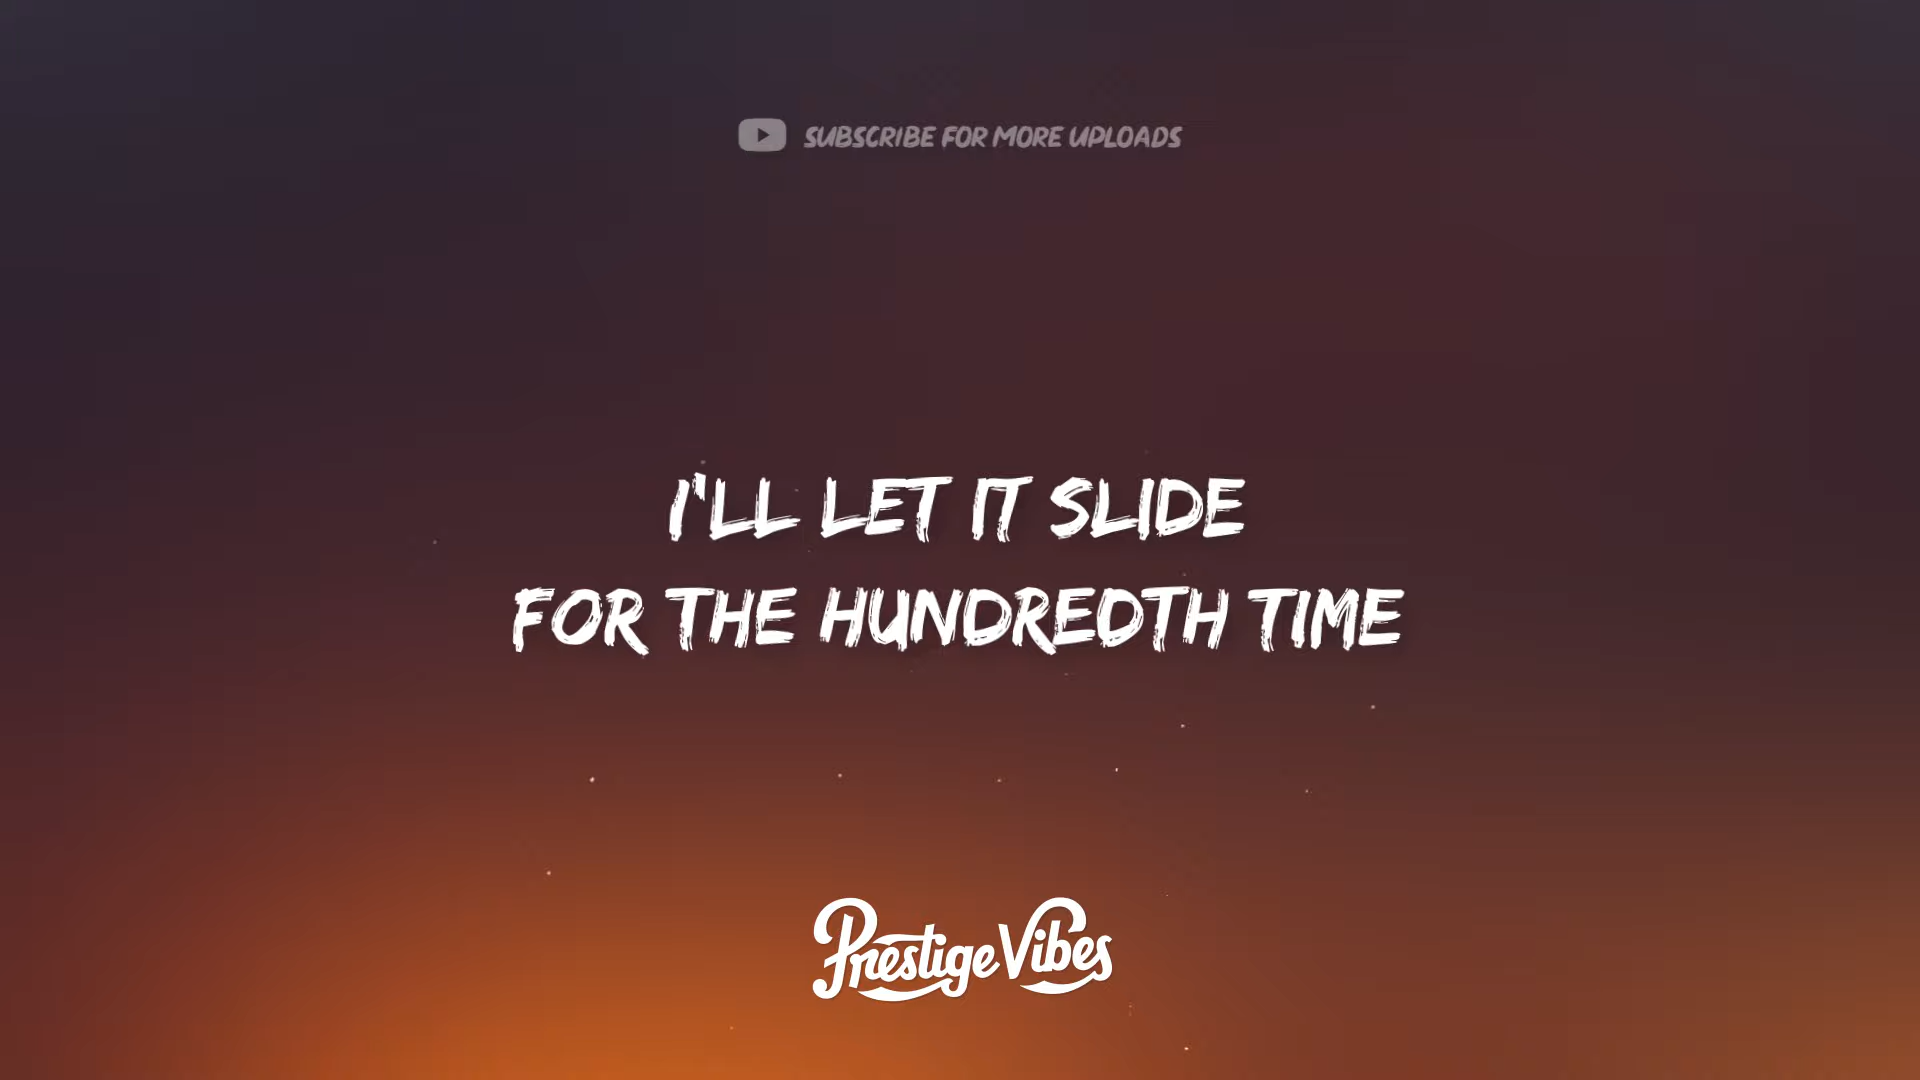 SUBSCRIBE FOR MORE UPLOADS
I'LL LET IT SLIDE
FOR THE HUNDREDTH TIME
Prestige Vibes